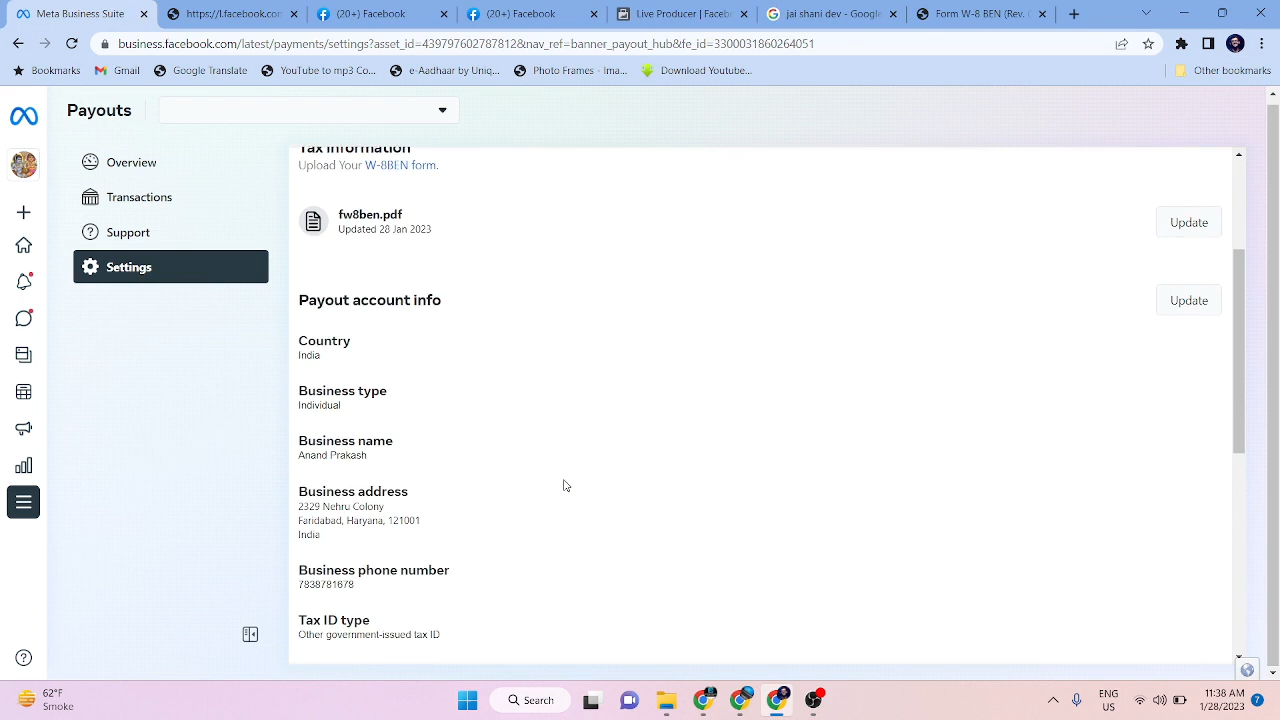 Meta Business Suite
https://l.facebook.com
(20+) Facebook
(20+) Facebook
Live Producer | Faceb
jai shani dev - Google
Form W-8 BEN (Rev. O
business.facebook.com/latest/payments/settings?asset_id=439797602787812&nav_ref=banner_payout_hub&fe_id=3300031860264051
Bookmarks
Gmail
Google Translate
YouTube to mp3 Co...
e-Aadhaar by Uniq...
Photo Frames - Ima...
Download Youtube...
Other bookmarks
Payouts
Overview
Transactions
Support
Settings
Tax information
Upload Your W-8BEN form.
fw8ben.pdf
Updated 28 Jan 2023
Update
Payout account info
Update
Country
India
Business type
Individual
Business name
Anand Prakash
Business address
2329 Nehru Colony
Faridabad, Haryana, 121001
India
Business phone number
7838781678
Tax ID type
Other government-issued tax ID
62°F
Smoke
Search
ENG
US
11:38 AM
1/28/2023
7